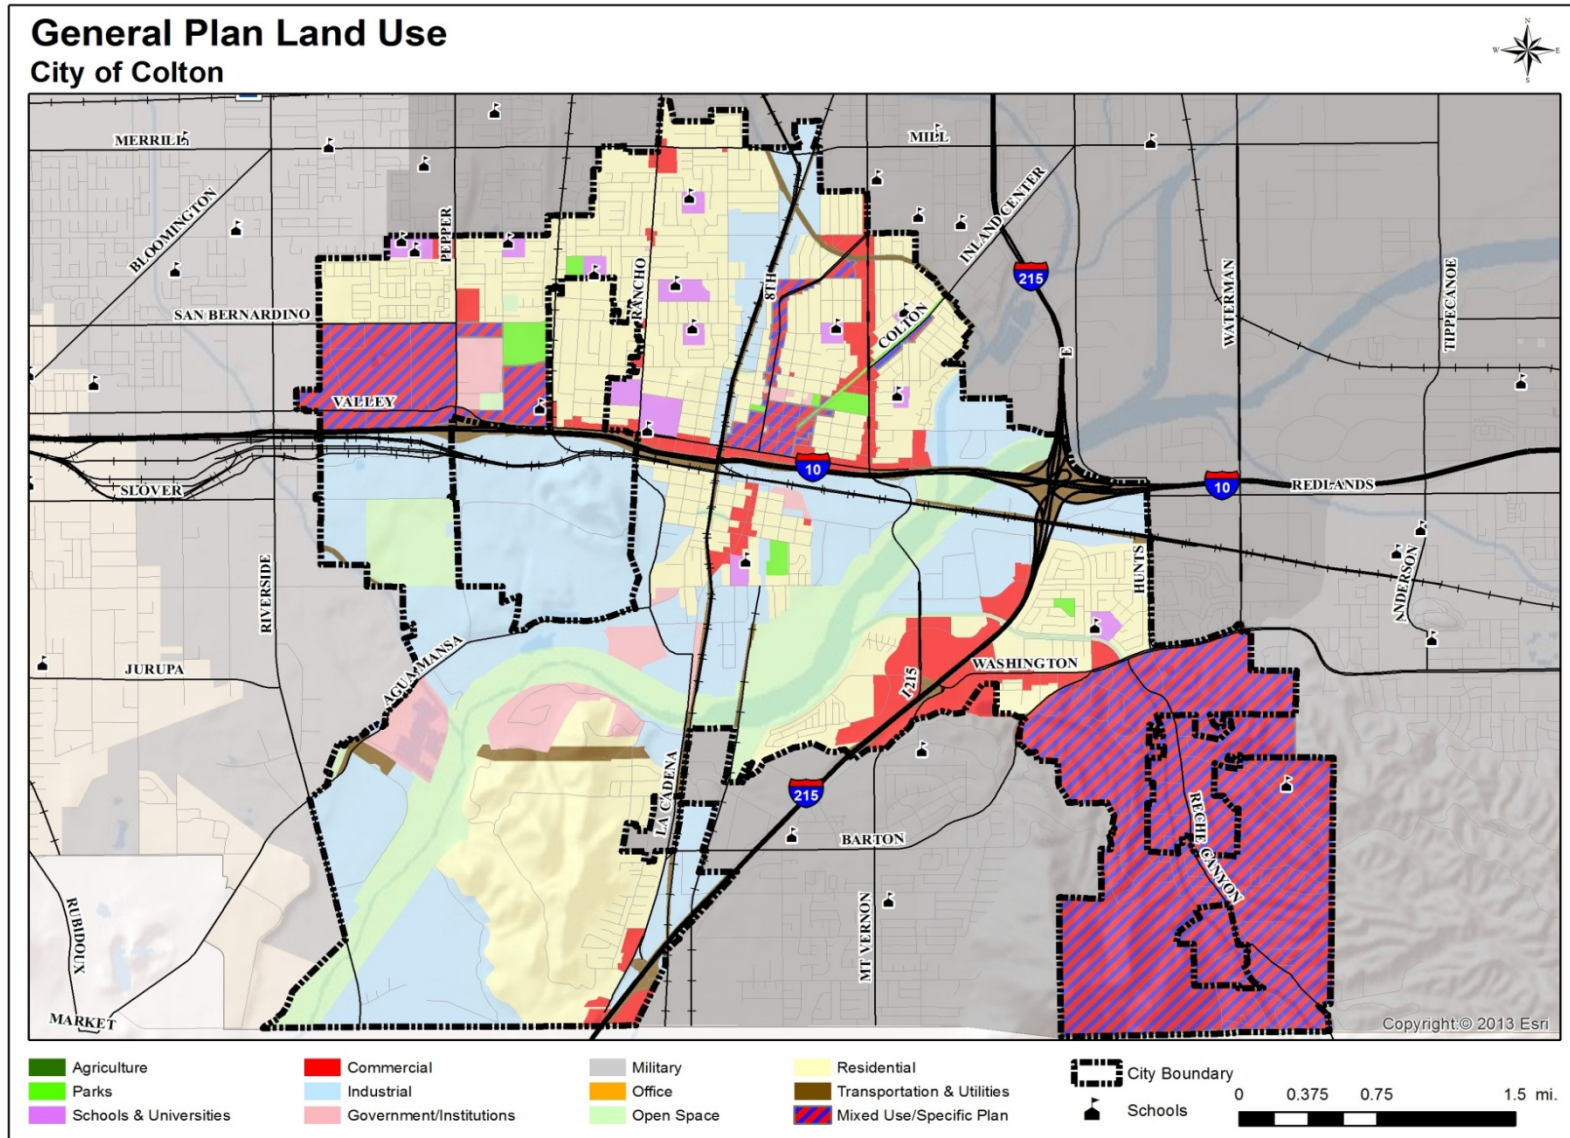 General Plan Land Use
City of Colton
N
W
E
S
MERRILL
MILL
BLOOMINGTON
PEPPER
INLAND CENTER
RANCHO
8TH
215
WATERMAN
TIPPECANOE
SAN BERNARDINO
COLTON
E
VALLEY
10
10
SLOVER
REDLANDS
RIVERSIDE
HUNTS
ANDERSON
AGUA MANSA
JURUPA
I-215
WASHINGTON
LA CADENA
215
RECHE CANYON
BARTON
RUBIDOUX
MT VERNON
MARKET
Copyright:© 2013 Esri
Agriculture
Commercial
Military
Residential
City Boundary
Parks
Industrial
Office
Transportation & Utilities
0 0.375 0.75 1.5 mi.
Schools & Universities
Government/Institutions
Open Space
Mixed Use/Specific Plan
Schools